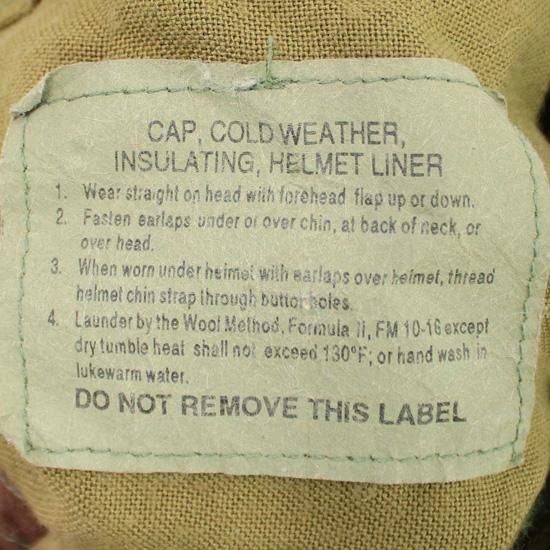 CAP, COLD WEATHER,
INSULATING, HELMET LINER
1. Wear straight on head with forehead flap up or down.
2. Fasten earlaps under or over chin, at back of neck, or
over head.
3. When worn under helmet with earlaps over helmet, thread
helmet chin strap through button holes.
4. Launder by the Wool Method, Formula II, FM 10-16 except
dry tumble heat shall not exceed 130°F; or hand wash in
lukewarm water.
DO NOT REMOVE THIS LABEL